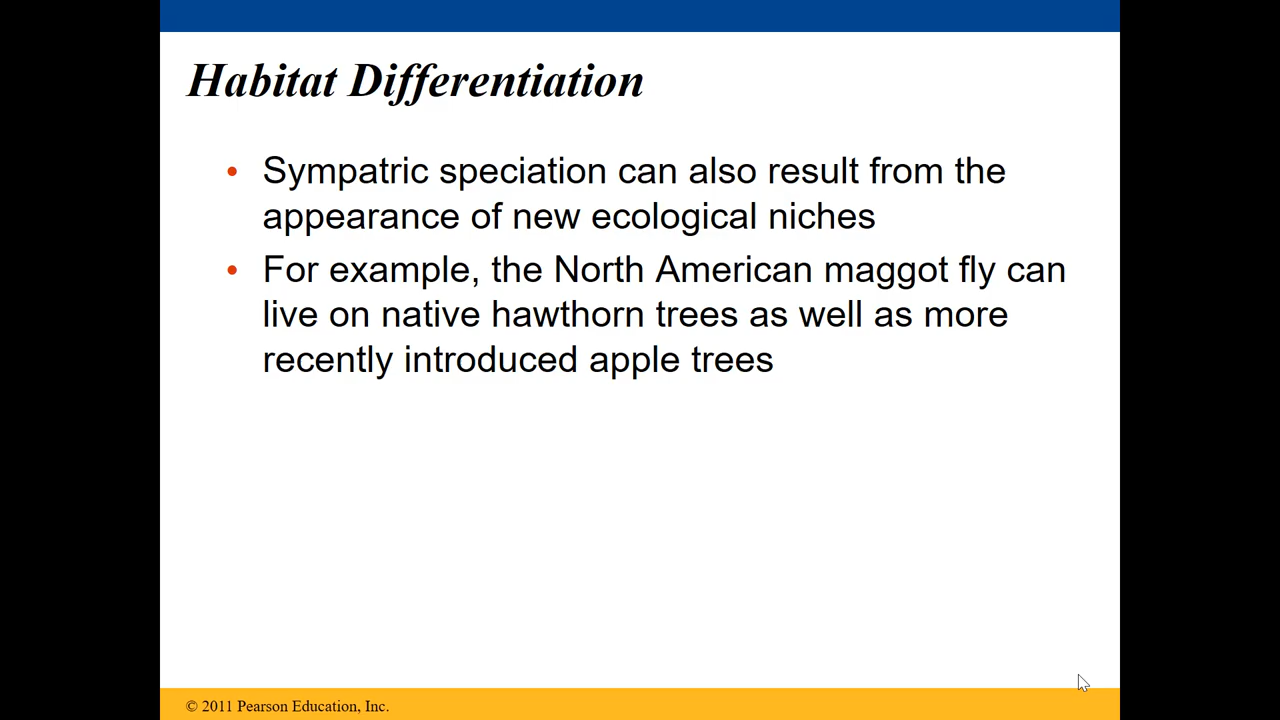 Habitat Differentiation
• Sympatric speciation can also result from the
appearance of new ecological niches
• For example, the North American maggot fly can
live on native hawthorn trees as well as more
recently introduced apple trees
© 2011 Pearson Education, Inc.